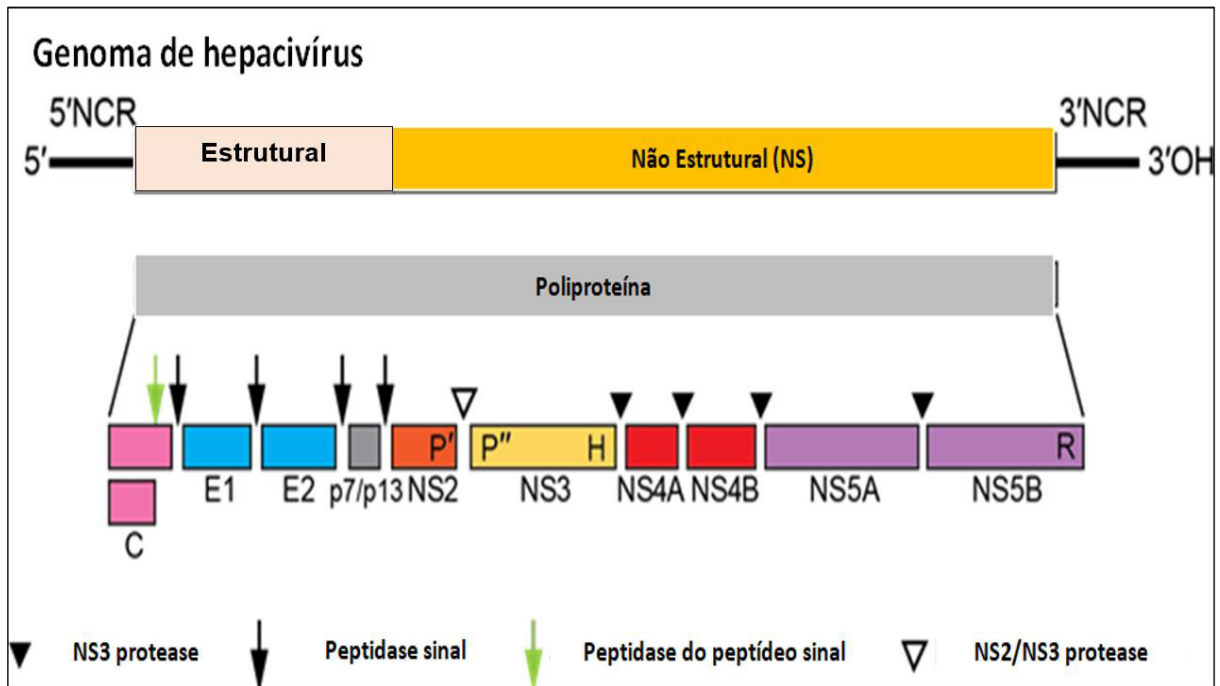 Genoma de hepacivírus
5'NCR
3'NCR
5'
Estrutural
Não Estrutural (NS)
3'OH
Poliproteína
P' P" H R
E1 E2 p7/p13 NS2 NS3 NS4A NS4B NS5A NS5B
C
NS3 protease
Peptidase sinal
Peptidase do peptídeo sinal
NS2/NS3 protease